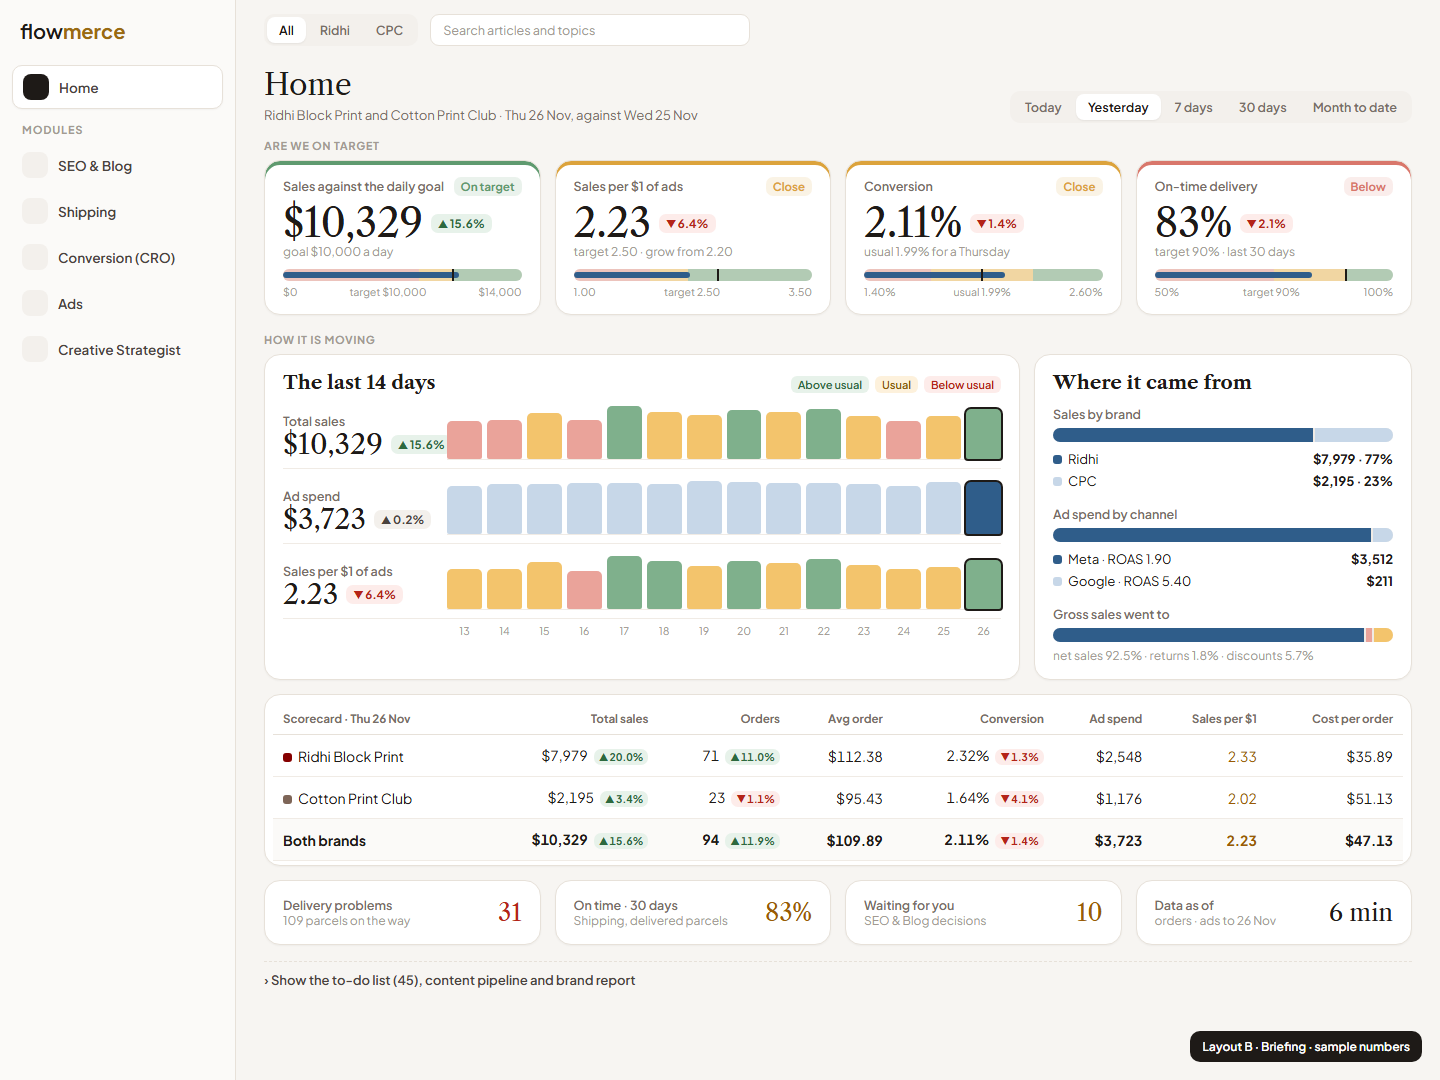 flowmerce
All Ridhi CPC
Search articles and topics
Home
MODULES
SEO & Blog
Shipping
Conversion (CRO)
Ads
Creative Strategist
Home
Ridhi Block Print and Cotton Print Club · Thu 26 Nov, against Wed 25 Nov
Today Yesterday 7 days 30 days Month to date
ARE WE ON TARGET
Sales against the daily goal On target
$10,329 ▲15.6%
goal $10,000 a day
$0 target $10,000 $14,000
Sales per $1 of ads Close
2.23 ▼6.4%
target 2.50 · grow from 2.20
1.00 target 2.50 3.50
Conversion Close
2.11% ▼1.4%
usual 1.99% for a Thursday
1.40% usual 1.99% 2.60%
On-time delivery Below
83% ▼2.1%
target 90% · last 30 days
50% target 90% 100%
HOW IT IS MOVING
The last 14 days
Above usual Usual Below usual
Total sales
$10,329 ▲15.6%
Ad spend
$3,723 ▲0.2%
Sales per $1 of ads
2.23 ▼6.4%
13 14 15 16 17 18 19 20 21 22 23 24 25 26
Where it came from
Sales by brand
Ridhi $7,979 · 77%
CPC $2,195 · 23%
Ad spend by channel
Meta · ROAS 1.90 $3,512
Google · ROAS 5.40 $211
Gross sales went to
net sales 92.5% · returns 1.8% · discounts 5.7%
Scorecard · Thu 26 Nov Total sales Orders Avg order Conversion Ad spend Sales per $1 Cost per order
Ridhi Block Print $7,979 ▲20.0% 71 ▲11.0% $112.38 2.32% ▼1.3% $2,548 2.33 $35.89
Cotton Print Club $2,195 ▲3.4% 23 ▼1.1% $95.43 1.64% ▼4.1% $1,176 2.02 $51.13
Both brands $10,329 ▲15.6% 94 ▲11.9% $109.89 2.11% ▼1.4% $3,723 2.23 $47.13
Delivery problems
109 parcels on the way
31
On time · 30 days
Shipping, delivered parcels
83%
Waiting for you
SEO & Blog decisions
10
Data as of
orders · ads to 26 Nov
6 min
› Show the to-do list (45), content pipeline and brand report
Layout B · Briefing · sample numbers